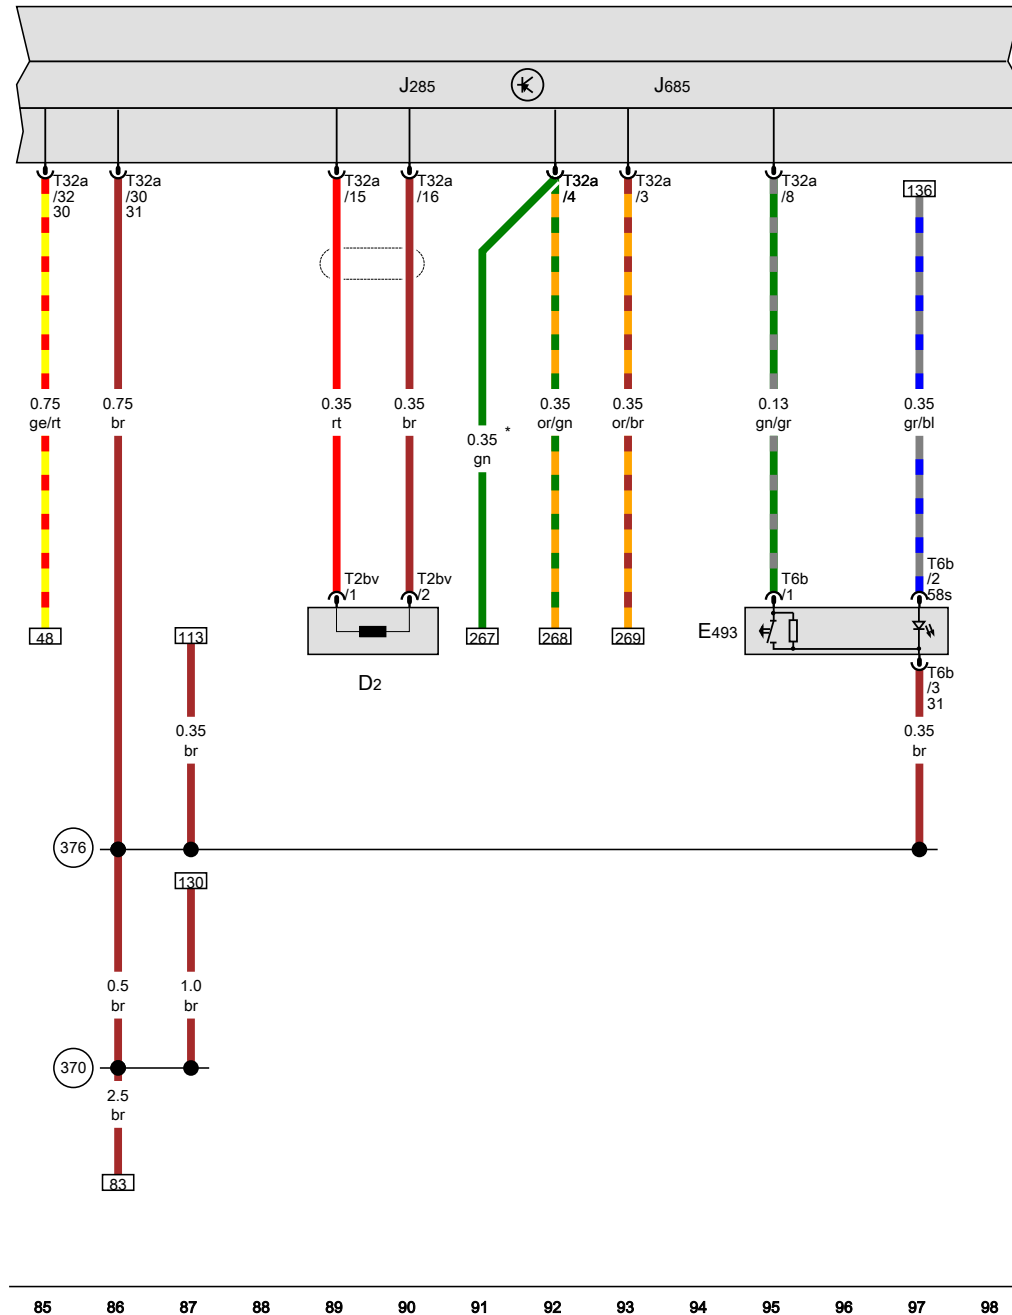 J285 J685
T32a T32a T32a T32a T32a T32a T32a
/32 /30 /15 /16 /4 /3 /8 136
30 31
0.75 0.75 0.35 0.35 0.35 0.35 0.13 0.35
ge/rt br rt br or/gn or/br gn/gr gr/bl
0.35 *
gn
T2bv T2bv T6b T6b
/1 /2 /1 /2
58s
48 113 267 268 269 E493
D2
T6b
/3
31
0.35 0.35
br br
376
130
0.5 1.0
br br
370
2.5
br
83
85 86 87 88 89 90 91 92 93 94 95 96 97 98